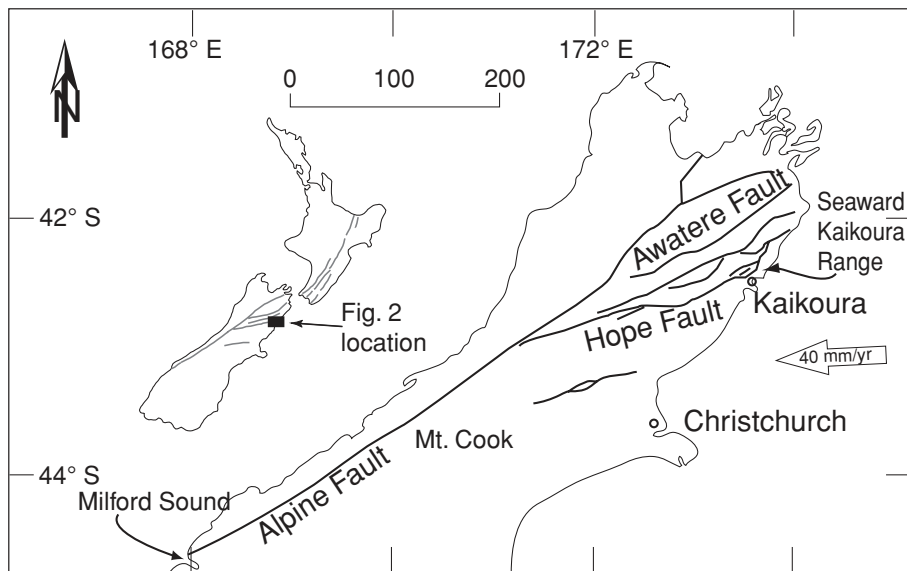 168° E
172° E
N
0 100 200
42° S
Awatere Fault
Seaward
Kaikoura
Range
Fig. 2
location
Hope Fault
Kaikoura
40 mm/yr
Christchurch
Mt. Cook
44° S
Alpine Fault
Milford Sound